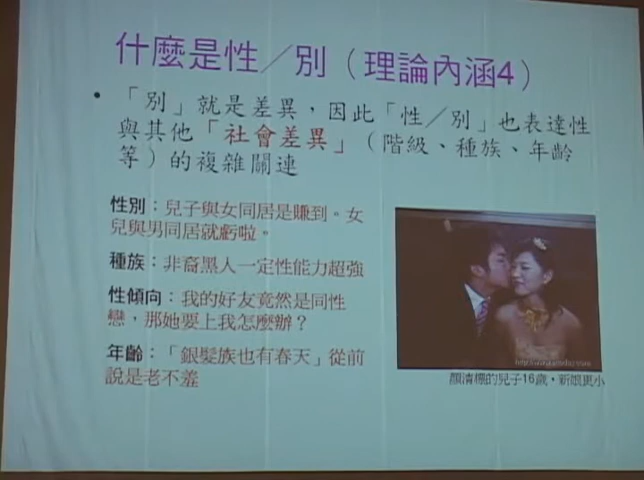 什麼是性／別（理論內涵4）
• 「別」就是差異，因此「性／別」也表達性
與其他「社會差異」（階級、種族、年齡
等）的複雜關連
性別：兒子與女同居是賺到。女
兒與男同居就虧啦。
種族：非裔黑人一定性能力超強
性傾向：我的好友竟然是同性
戀，那她要上我怎麼辦？
年齡：「銀髮族也有春天」從前
說是老不羞
顏清標的兒子16歲，新娘更小